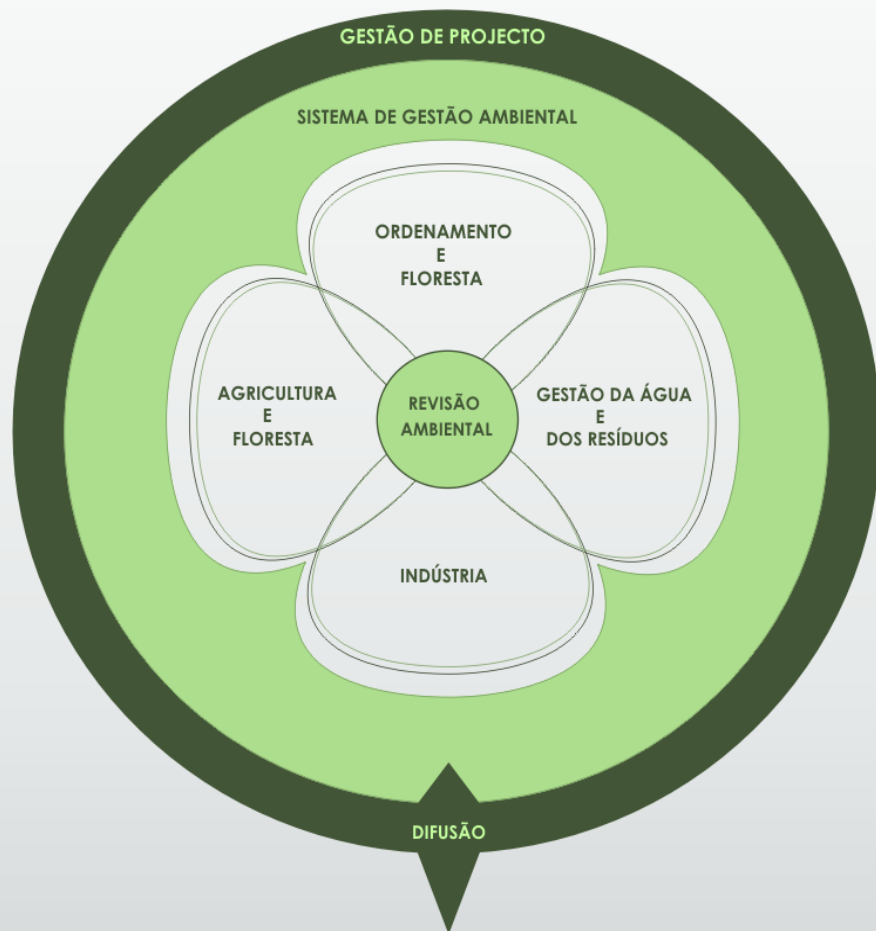 GESTÃO DE PROJECTO
SISTEMA DE GESTÃO AMBIENTAL
ORDENAMENTO
E
FLORESTA
AGRICULTURA
E
FLORESTA
REVISÃO
AMBIENTAL
GESTÃO DA ÁGUA
E
DOS RESÍDUOS
INDÚSTRIA
DIFUSÃO